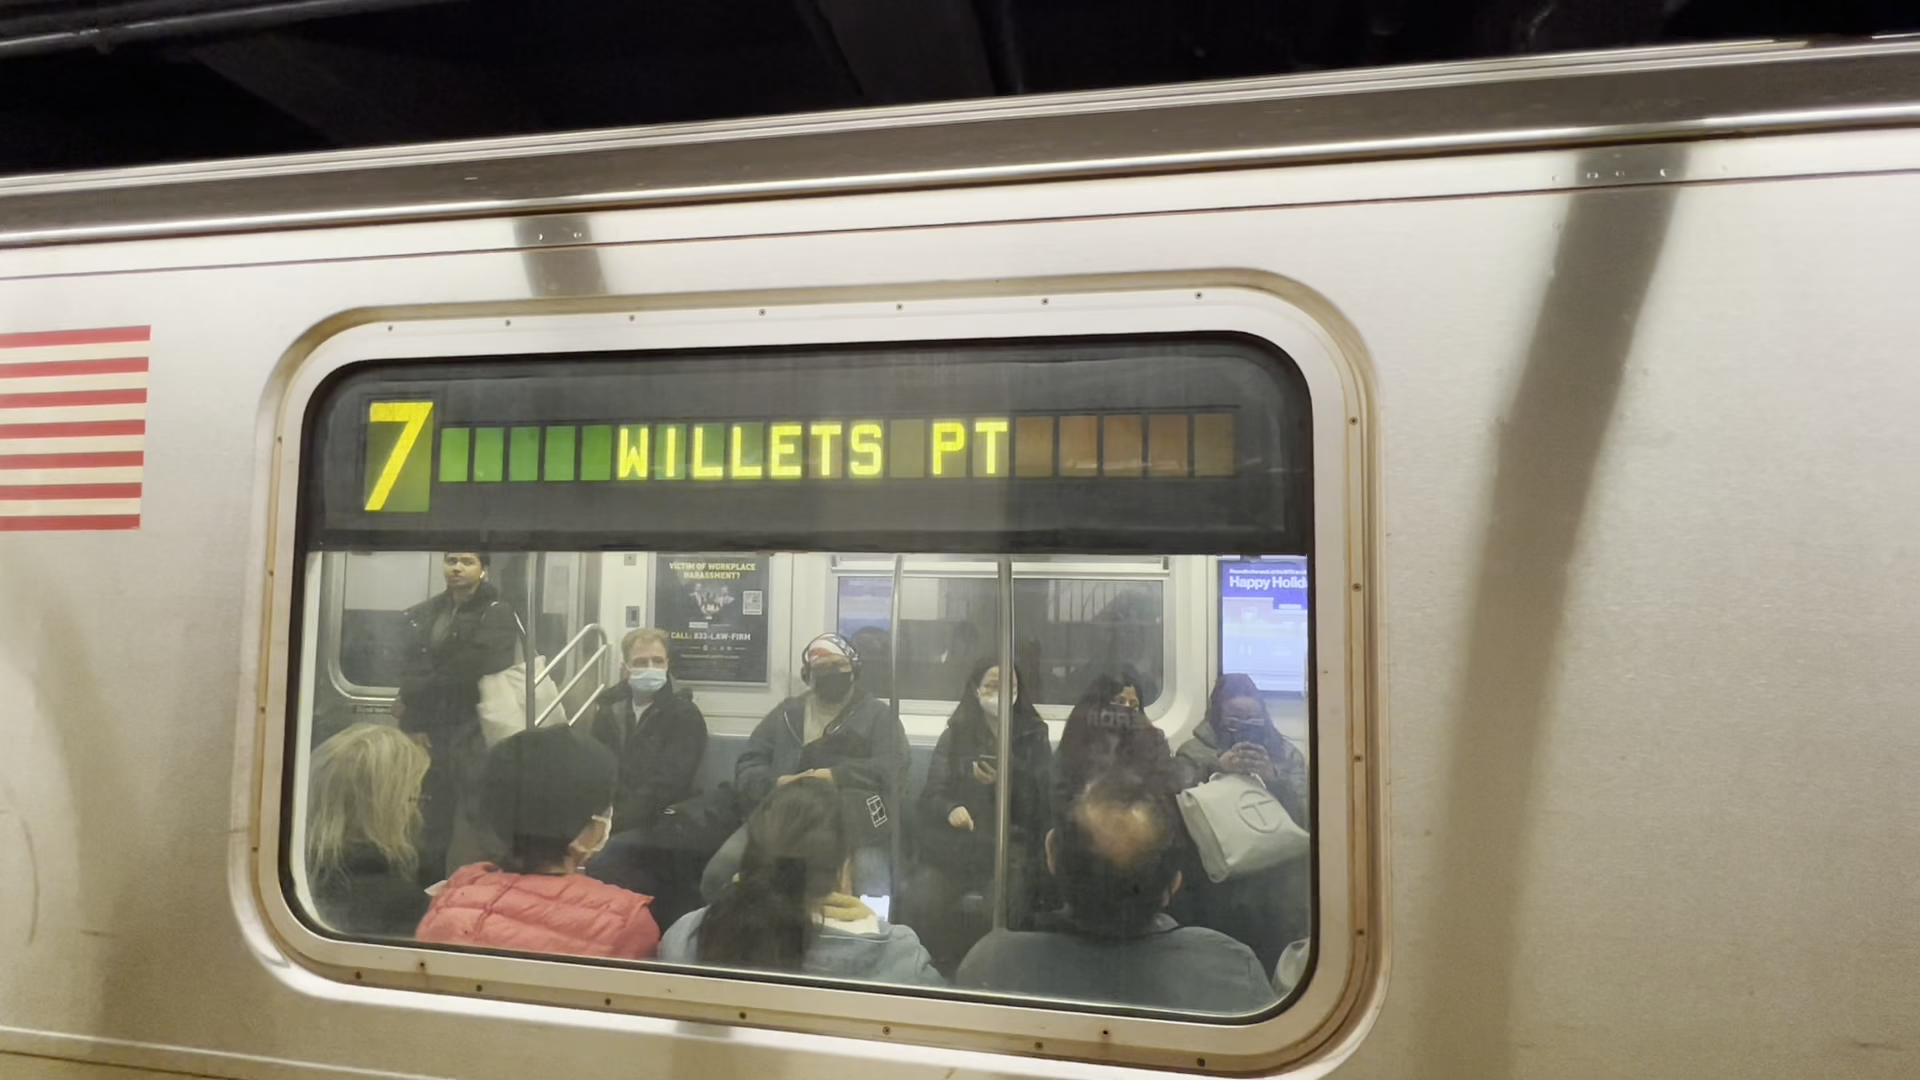 7 WILLETS PT
VICTIM OF WORKPLACE
HARASSMENT?
CALL: 833-LAW-FIRM
Happy Holid